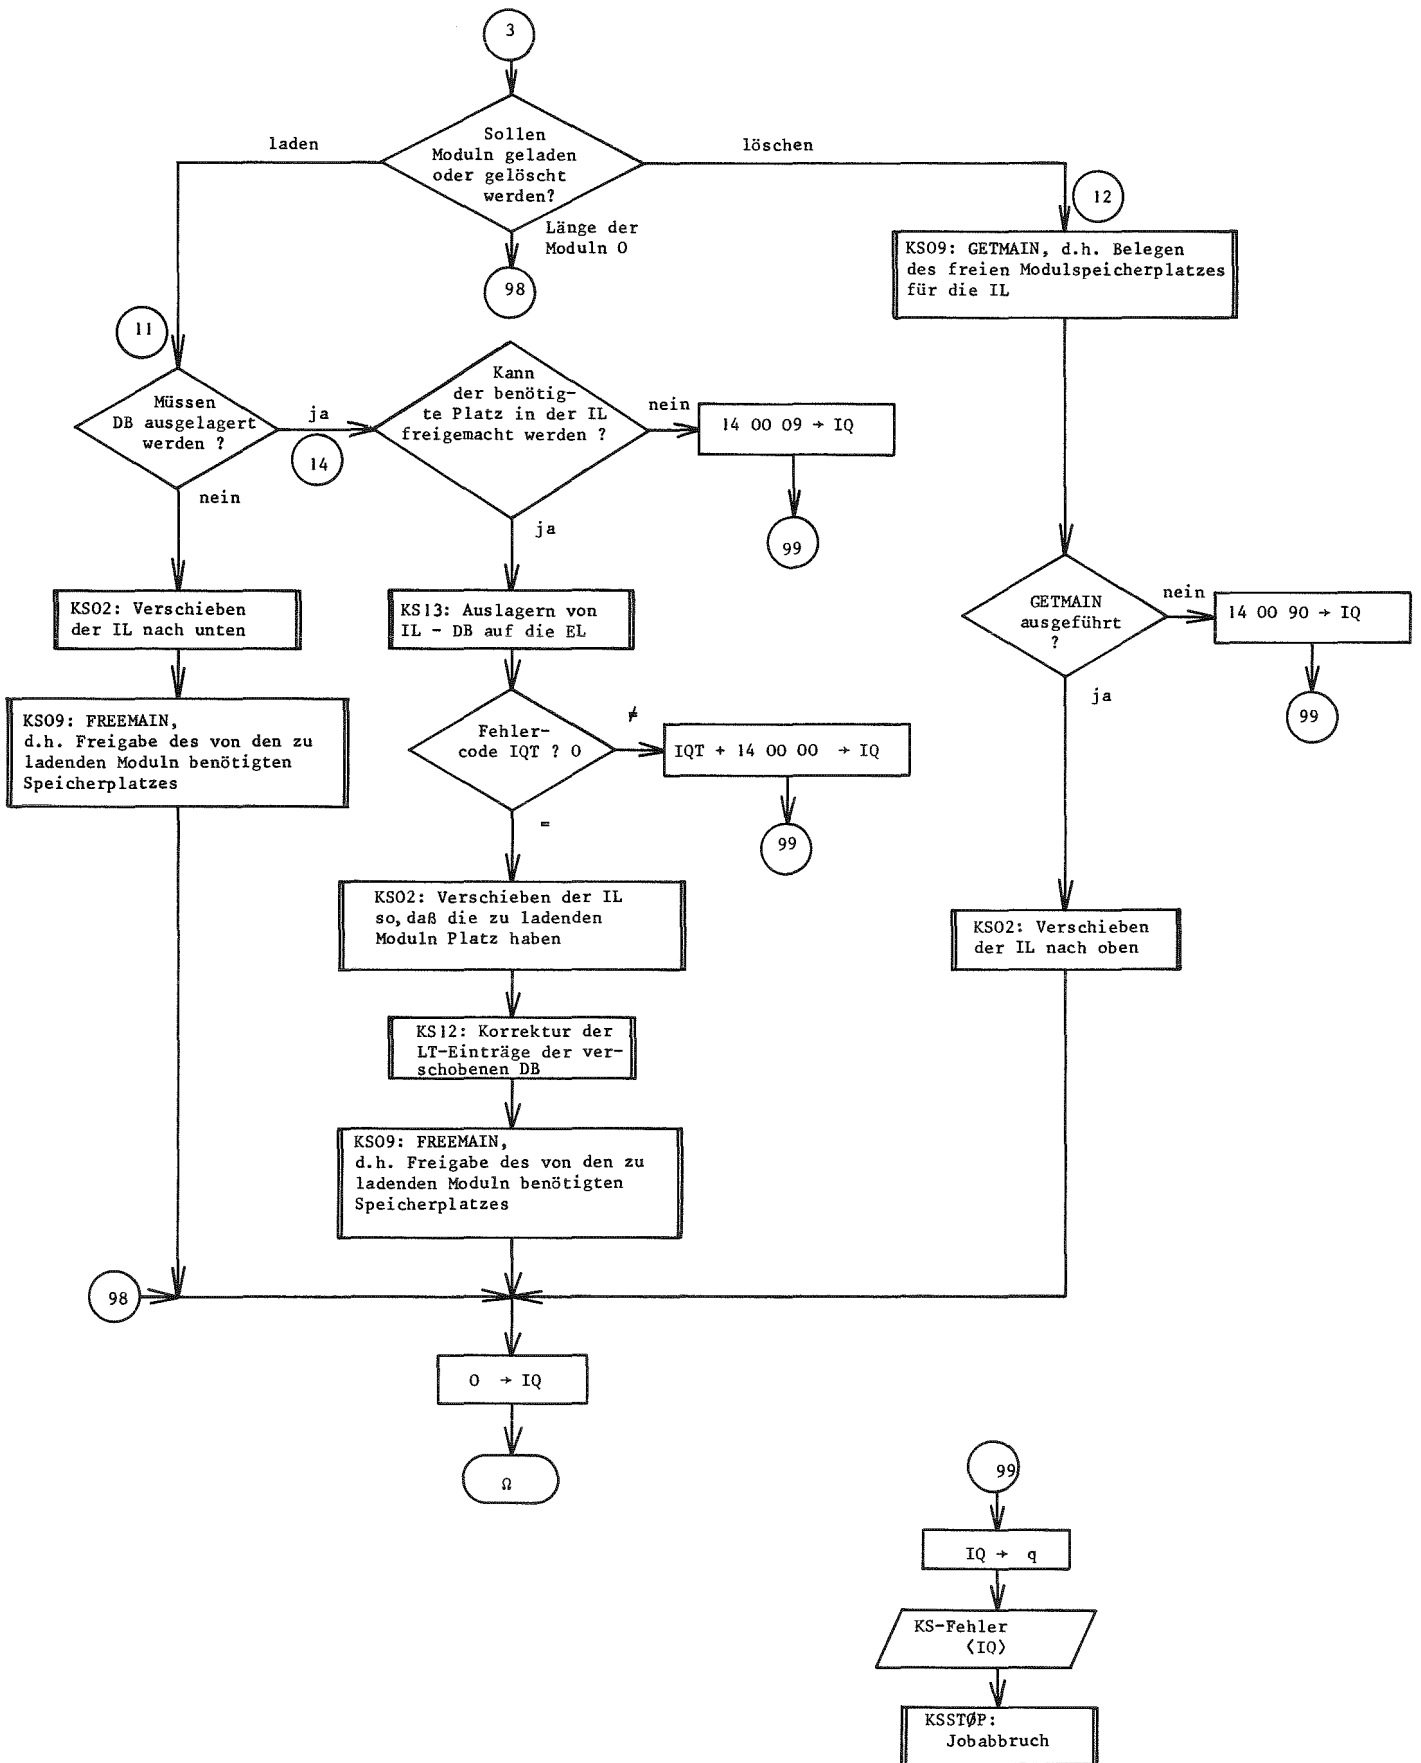 3
Sollen
Moduln geladen
oder gelöscht
werden?
laden
löschen
Länge der
Moduln 0
98
12
KS09: GETMAIN, d.h. Belegen
des freien Modulspeicherplatzes
für die IL
11
Müssen
DB ausgelagert
werden ?
ja
14
nein
Kann
der benötig-
te Platz in der IL
freigemacht werden ?
nein
14 00 09 → IQ
99
ja
KS02: Verschieben
der IL nach unten
KS13: Auslagern von
IL - DB auf die EL
GETMAIN
ausgeführt
?
nein
14 00 90 → IQ
99
ja
KS09: FREEMAIN,
d.h. Freigabe des von den zu
ladenden Moduln benötigten
Speicherplatzes
Fehler-
code IQT ? 0
≠
IQT + 14 00 00 → IQ
99
=
KS02: Verschieben der IL
so, daß die zu ladenden
Moduln Platz haben
KS02: Verschieben
der IL nach oben
KS12: Korrektur der
LT-Einträge der ver-
schobenen DB
KS09: FREEMAIN,
d.h. Freigabe des von den zu
ladenden Moduln benötigten
Speicherplatzes
98
0 → IQ
Ω
99
IQ → q
KS-Fehler
⟨IQ⟩
KSSTØP:
Jobabbruch